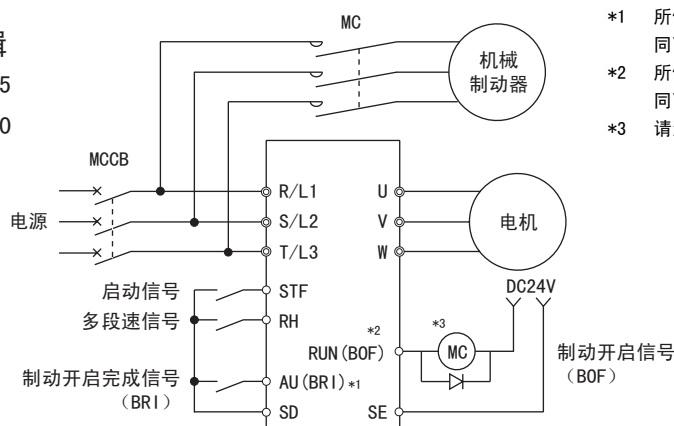 MC
机械
制动器
*1 所
同
*2 所
同
*3 请
5
0
MCCB
电源
R/L1
S/L2
T/L3
U
V
W
电机
启动信号
STF
多段速信号
RH
制动开启完成信号
(BRI)
AU(BRI)*1
SD
*2
RUN(BOF)
*3
MC
DC24V
制动开启信号
(BOF)
SE